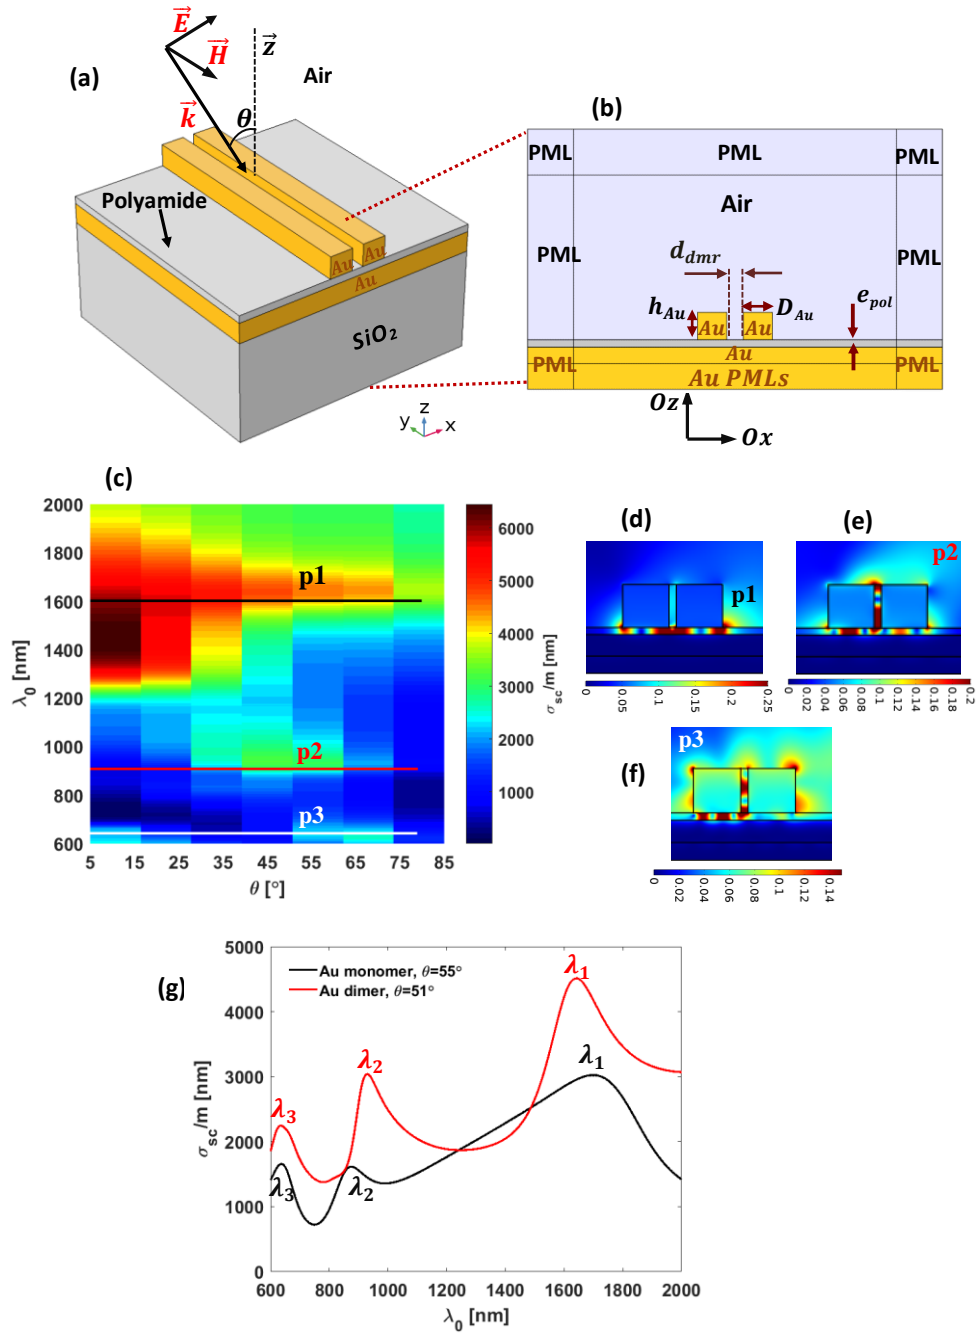 (a)
E
H
k
θ
z
Air
Polyamide
Au
Au
Au
SiO₂
z
y
x
(b)
PML
PML
PML
Air
PML
PML
d_dmr
h_Au
D_Au
e_pol
Au
Au
Au
PML
PML
Au PMLs
Oz
Ox
(c)
2000
1800
1600
1400
1200
1000
800
600
λ₀ [nm]
5
15
25
35
45
55
65
75
85
θ [°]
p1
p2
p3
6000
5000
4000
3000
2000
1000
σ_sc/m [nm]
(d)
p1
0.05
0.1
0.15
0.2
0.25
(e)
p2
0
0.02
0.04
0.06
0.08
0.1
0.12
0.14
0.16
0.18
0.2
(f)
p3
0
0.02
0.04
0.06
0.08
0.1
0.12
0.14
(g)
5000
4000
3000
2000
1000
0
σ_sc/m [nm]
Au monomer, θ=55°
Au dimer, θ=51°
λ₁
λ₁
λ₂
λ₃
λ₃
λ₂
600
800
1000
1200
1400
1600
1800
2000
λ₀ [nm]